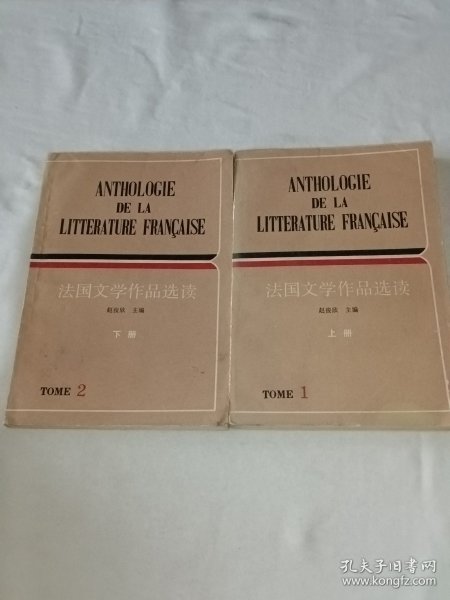 ANTHOLOGIE
DE LA
LITTERATURE FRANÇAISE
法国文学作品选读
赵俊欣 主编
下册
TOME 2
ANTHOLOGIE
DE LA
LITTERATURE FRANÇAISE
法国文学作品选读
赵俊欣 主编
上册
TOME 1
孔夫子旧书网
www.kongfz.com